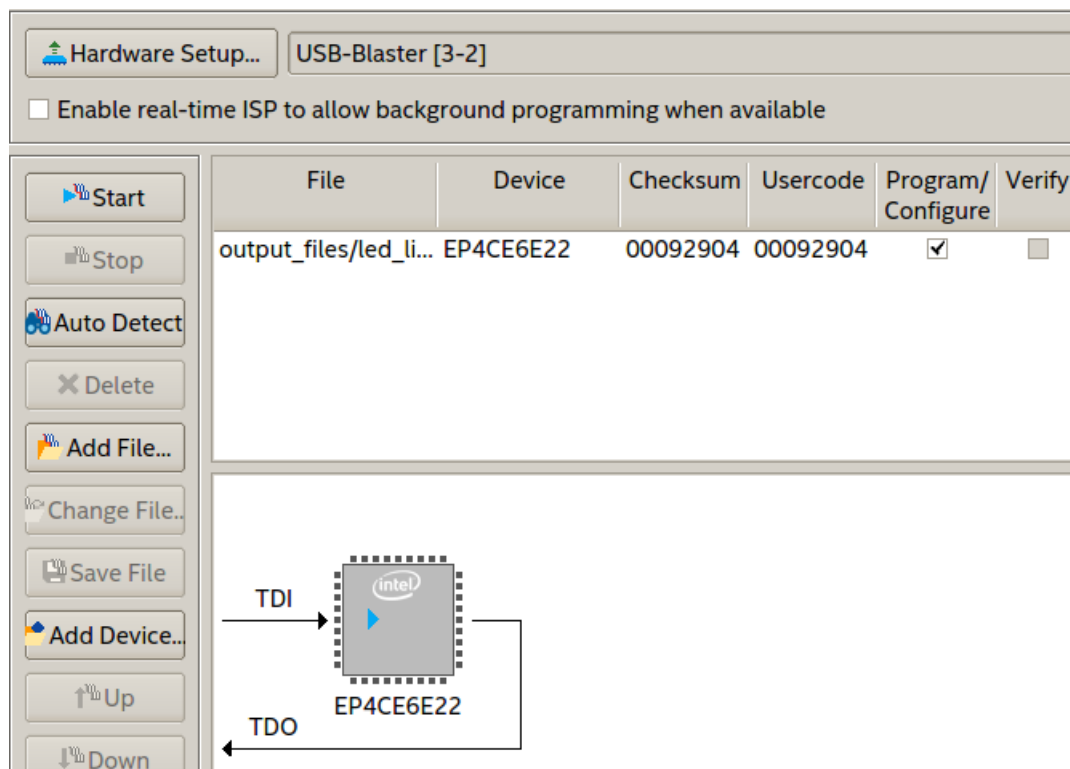 Hardware Setup...
USB-Blaster [3-2]
Enable real-time ISP to allow background programming when available
Start
Stop
Auto Detect
Delete
Add File...
Change File..
Save File
Add Device...
Up
Down
File Device Checksum Usercode Program/ Verify
Configure
output_files/led_li... EP4CE6E22 00092904 00092904
TDI
intel
EP4CE6E22
TDO